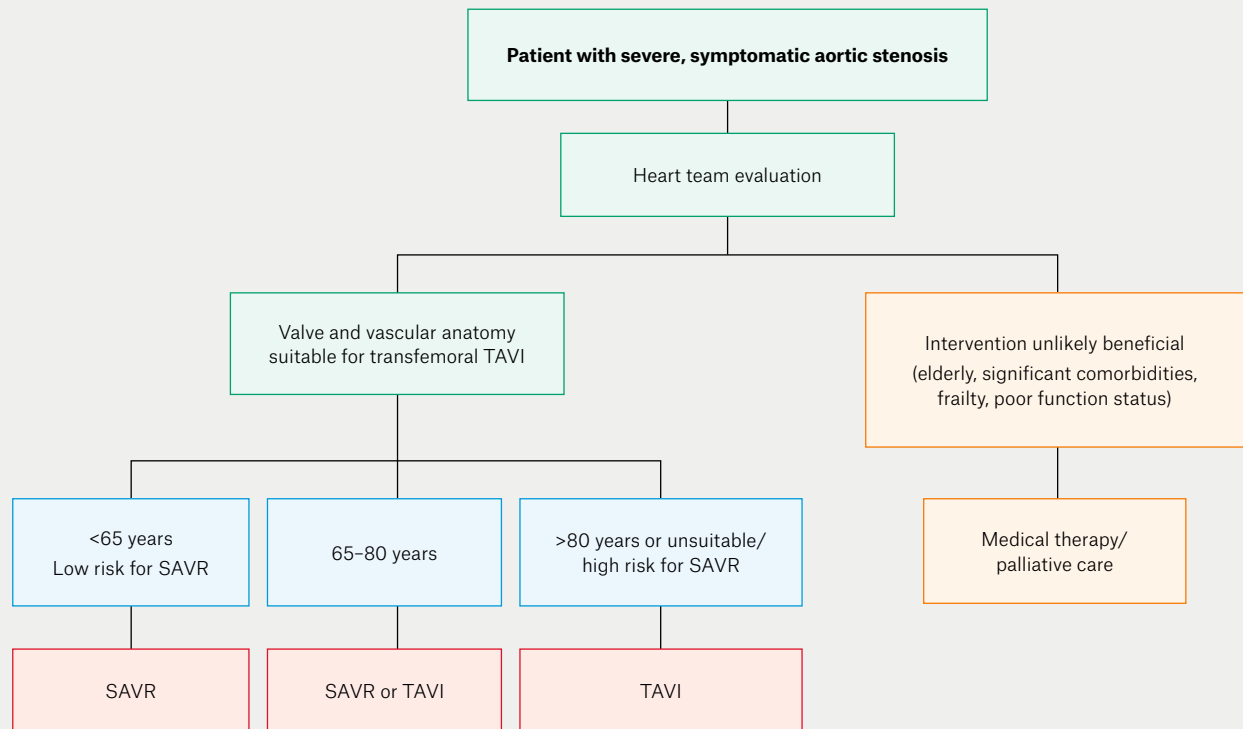 Patient with severe, symptomatic aortic stenosis
Heart team evaluation
Valve and vascular anatomy
suitable for transfemoral TAVI
Intervention unlikely beneficial
(elderly, significant comorbidities,
frailty, poor function status)
<65 years
Low risk for SAVR
65–80 years
>80 years or unsuitable/
high risk for SAVR
Medical therapy/
palliative care
SAVR
SAVR or TAVI
TAVI